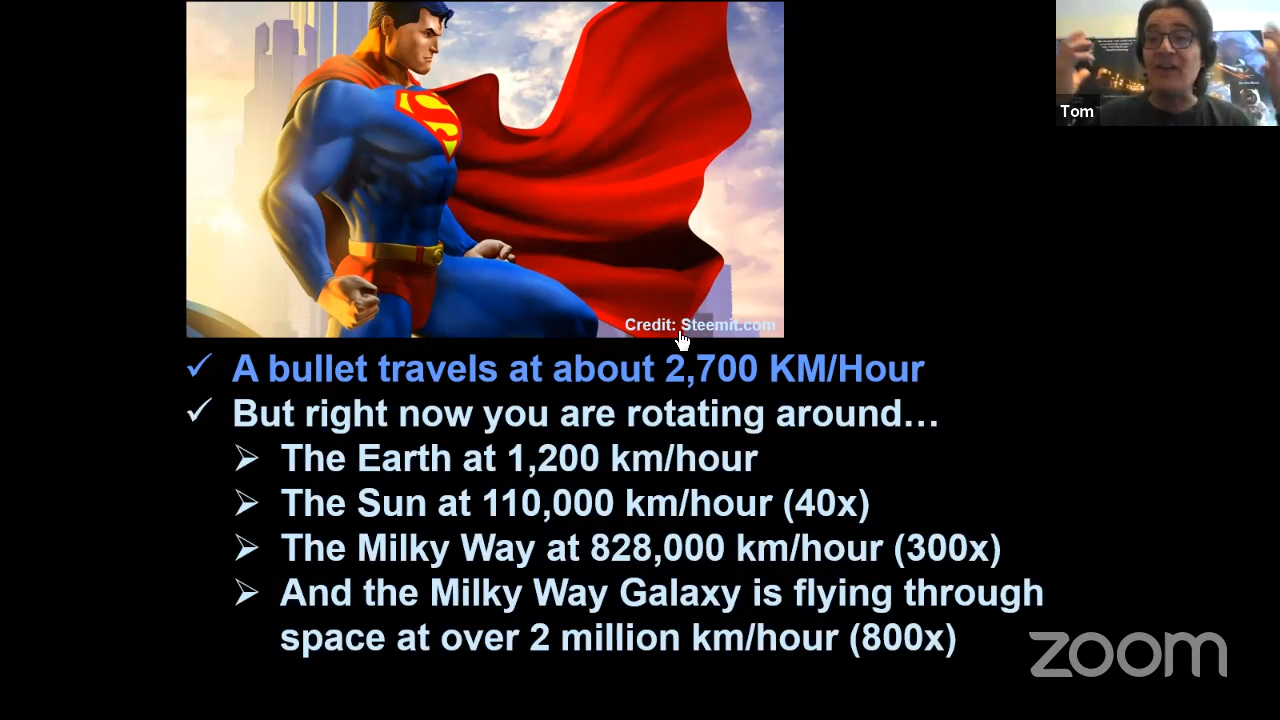 Tom
Credit: Steemit.com
A bullet travels at about 2,700 KM/Hour
But right now you are rotating around…
The Earth at 1,200 km/hour
The Sun at 110,000 km/hour (40x)
The Milky Way at 828,000 km/hour (300x)
And the Milky Way Galaxy is flying through
space at over 2 million km/hour (800x)
zoom